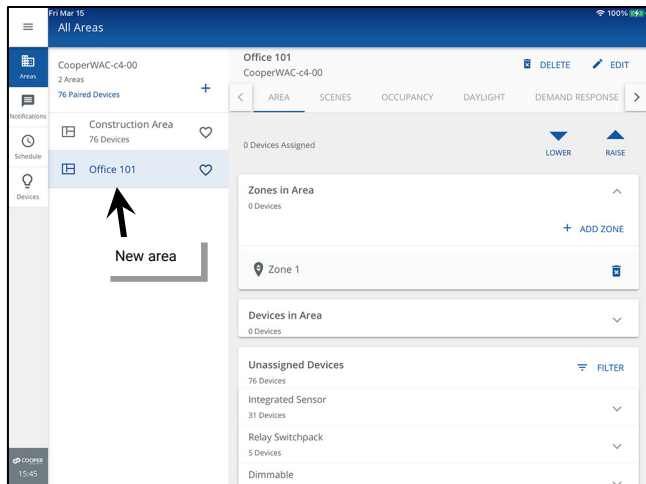 Fri Mar 15
100%
All Areas
Areas
Notifications
Schedule
Devices
COOPER
15:45
CooperWAC-c4-00
2 Areas
76 Paired Devices
+
Construction Area
76 Devices
Office 101
New area
Office 101
CooperWAC-c4-00
DELETE
EDIT
AREA SCENES OCCUPANCY DAYLIGHT DEMAND RESPONSE
0 Devices Assigned
LOWER RAISE
Zones in Area
0 Devices
+ ADD ZONE
Zone 1
Devices in Area
0 Devices
Unassigned Devices
76 Devices
FILTER
Integrated Sensor
31 Devices
Relay Switchpack
5 Devices
Dimmable